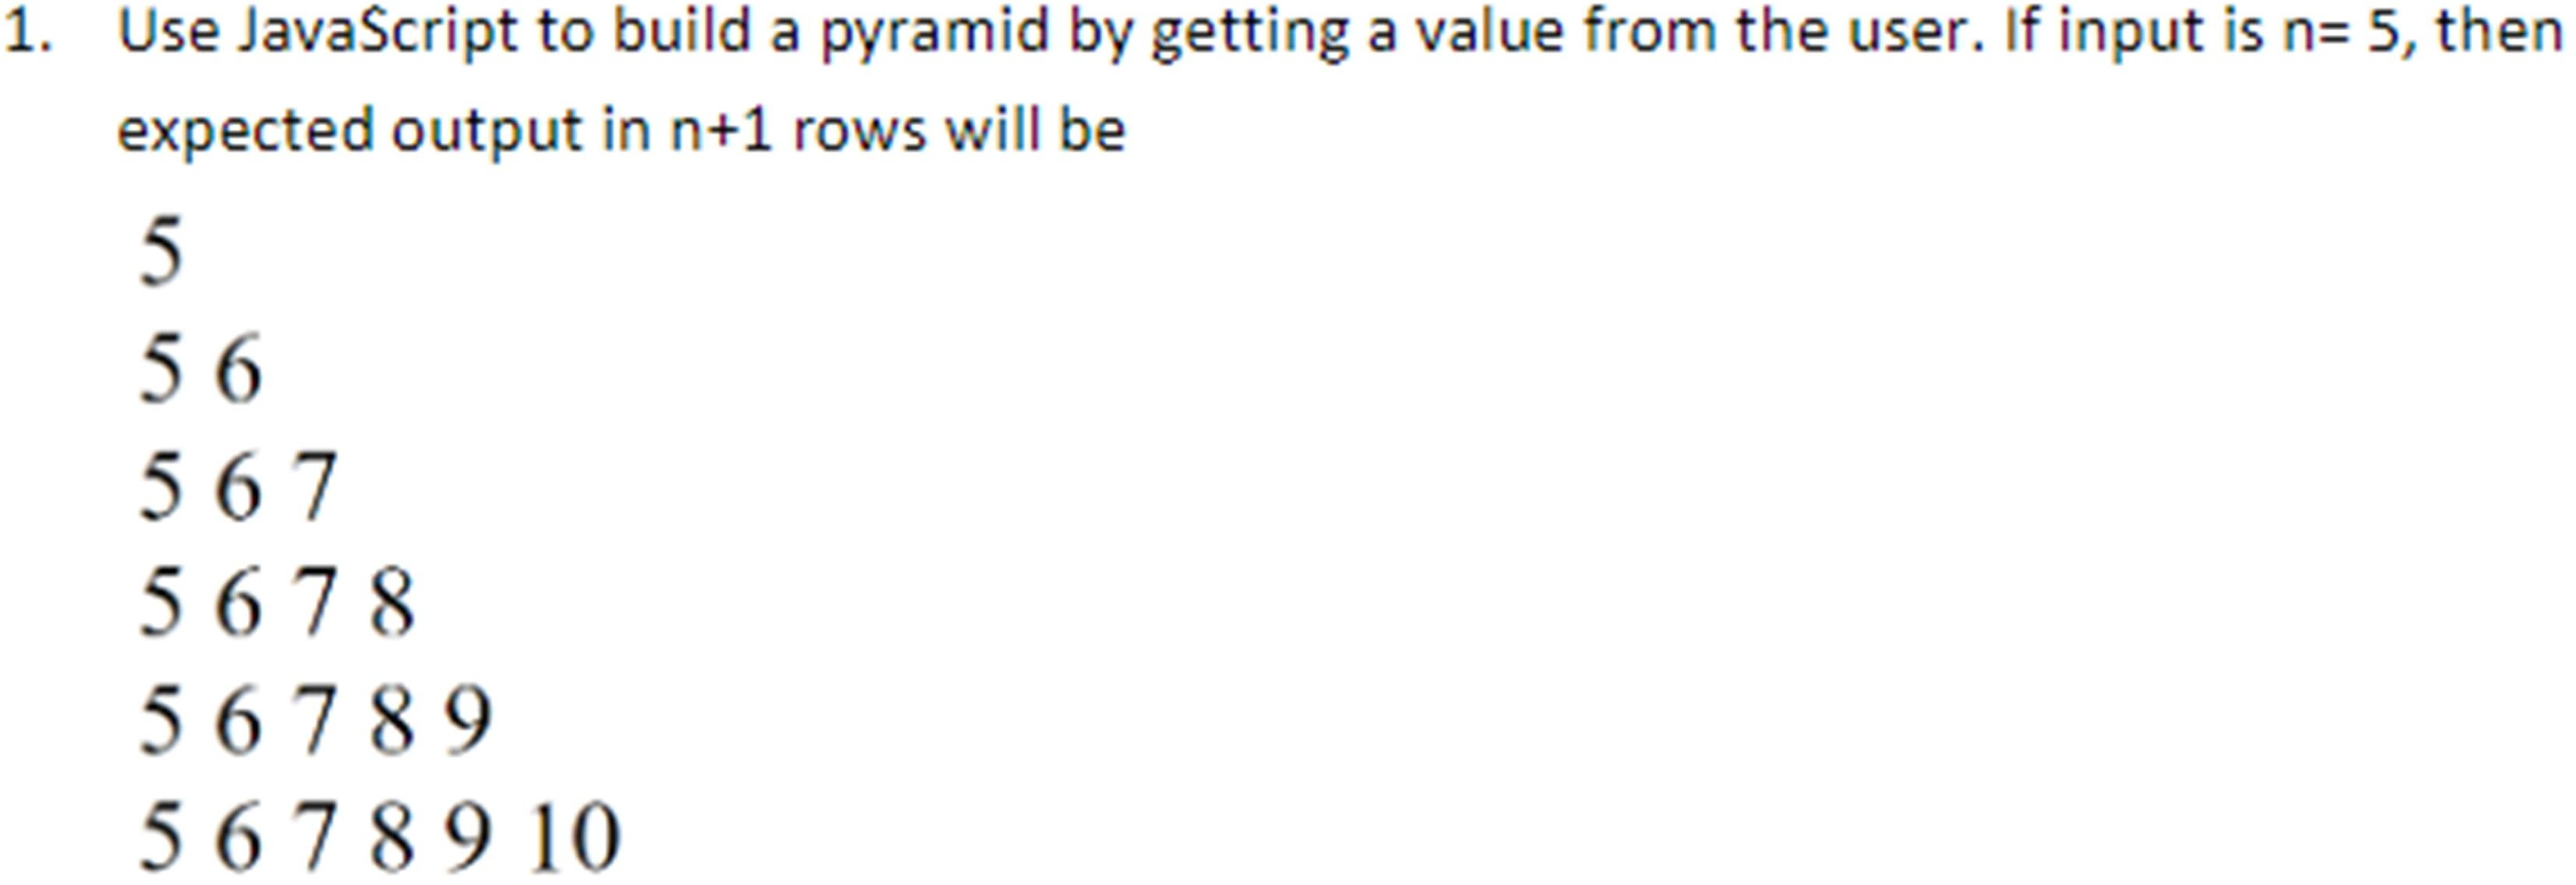 1. Use JavaScript to build a pyramid by getting a value from the user. If input is n= 5, then
expected output in n+1 rows will be
5
5 6
5 6 7
5 6 7 8
5 6 7 8 9
5 6 7 8 9 10